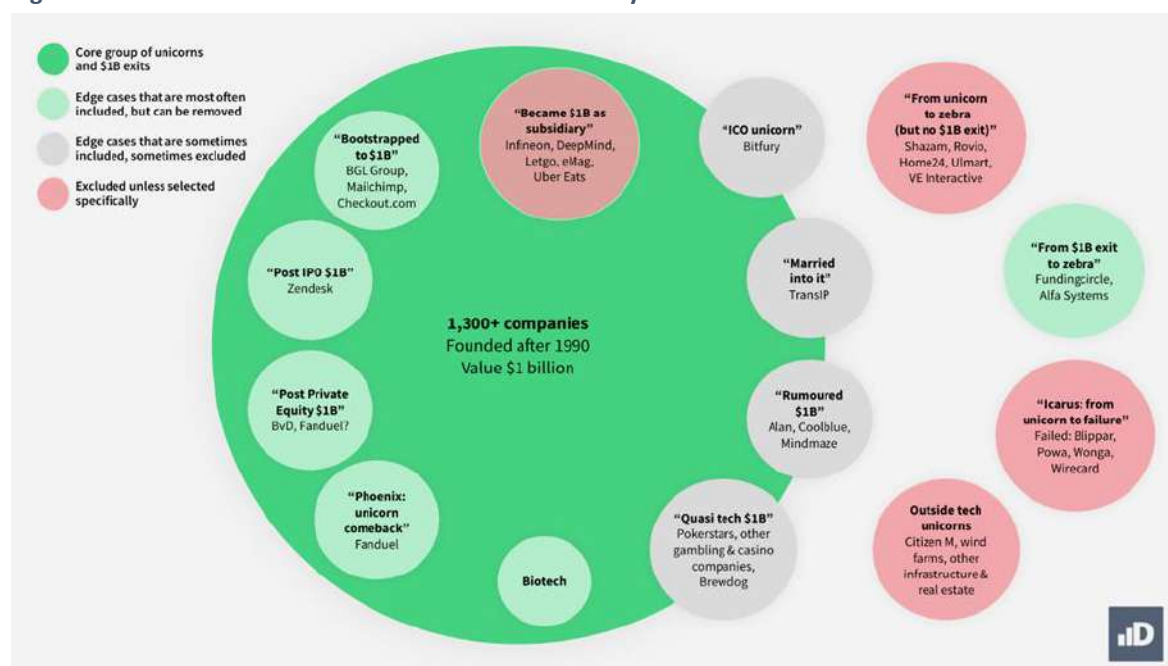 Core group of unicorns
and $1B exits
Edge cases that are most often
included, but can be removed
Edge cases that are sometimes
included, sometimes excluded
Excluded unless selected
specifically
“Bootstrapped
to $1B”
BGL Group,
Mailchimp,
Checkout.com
“Became $1B as
subsidiary”
Infineon, DeepMind,
Letgo, eMag,
Uber Eats
“ICO unicorn”
Bitfury
“From unicorn
to zebra
(but no $1B exit)”
Shazam, Rovio,
Home24, Ulmart,
VE Interactive
“Post IPO $1B”
Zendesk
“Married
into it”
TransIP
“From $1B exit
to zebra”
Fundingcircle,
Alfa Systems
1,300+ companies
Founded after 1990
Value $1 billion
“Post Private
Equity $1B”
BvD, Fanduel?
“Rumoured
$1B”
Alan, Coolblue,
Mindmaze
“Icarus: from
unicorn to failure”
Failed: Blippar,
Powa, Wonga,
Wirecard
“Phoenix:
unicorn
comeback”
Fanduel
Biotech
“Quasi tech $1B”
Pokerstars, other
gambling & casino
companies,
Brewdog
Outside tech
unicorns
Citizen M, wind
farms, other
infrastructure &
real estate
D